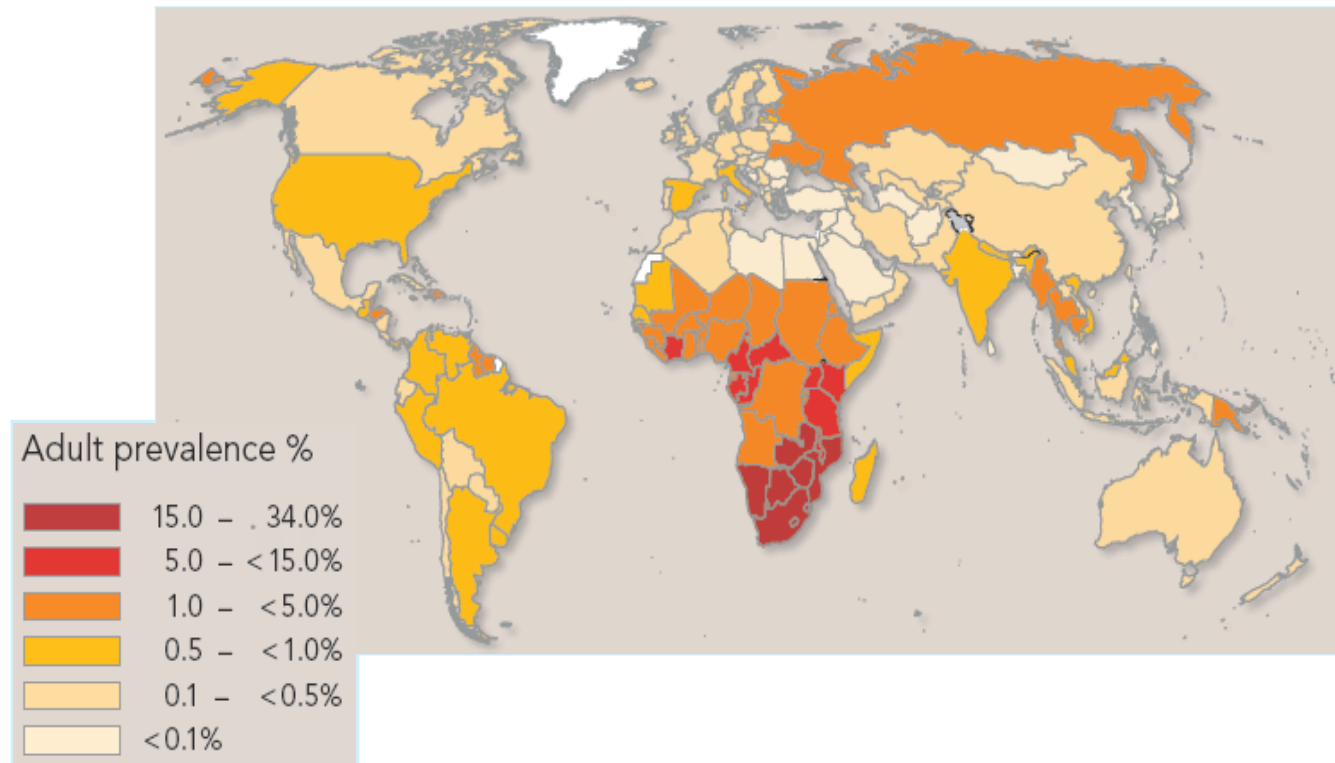 Adult prevalence %
15.0 – . 34.0%
5.0 – <15.0%
1.0 – <5.0%
0.5 – <1.0%
0.1 – <0.5%
<0.1%